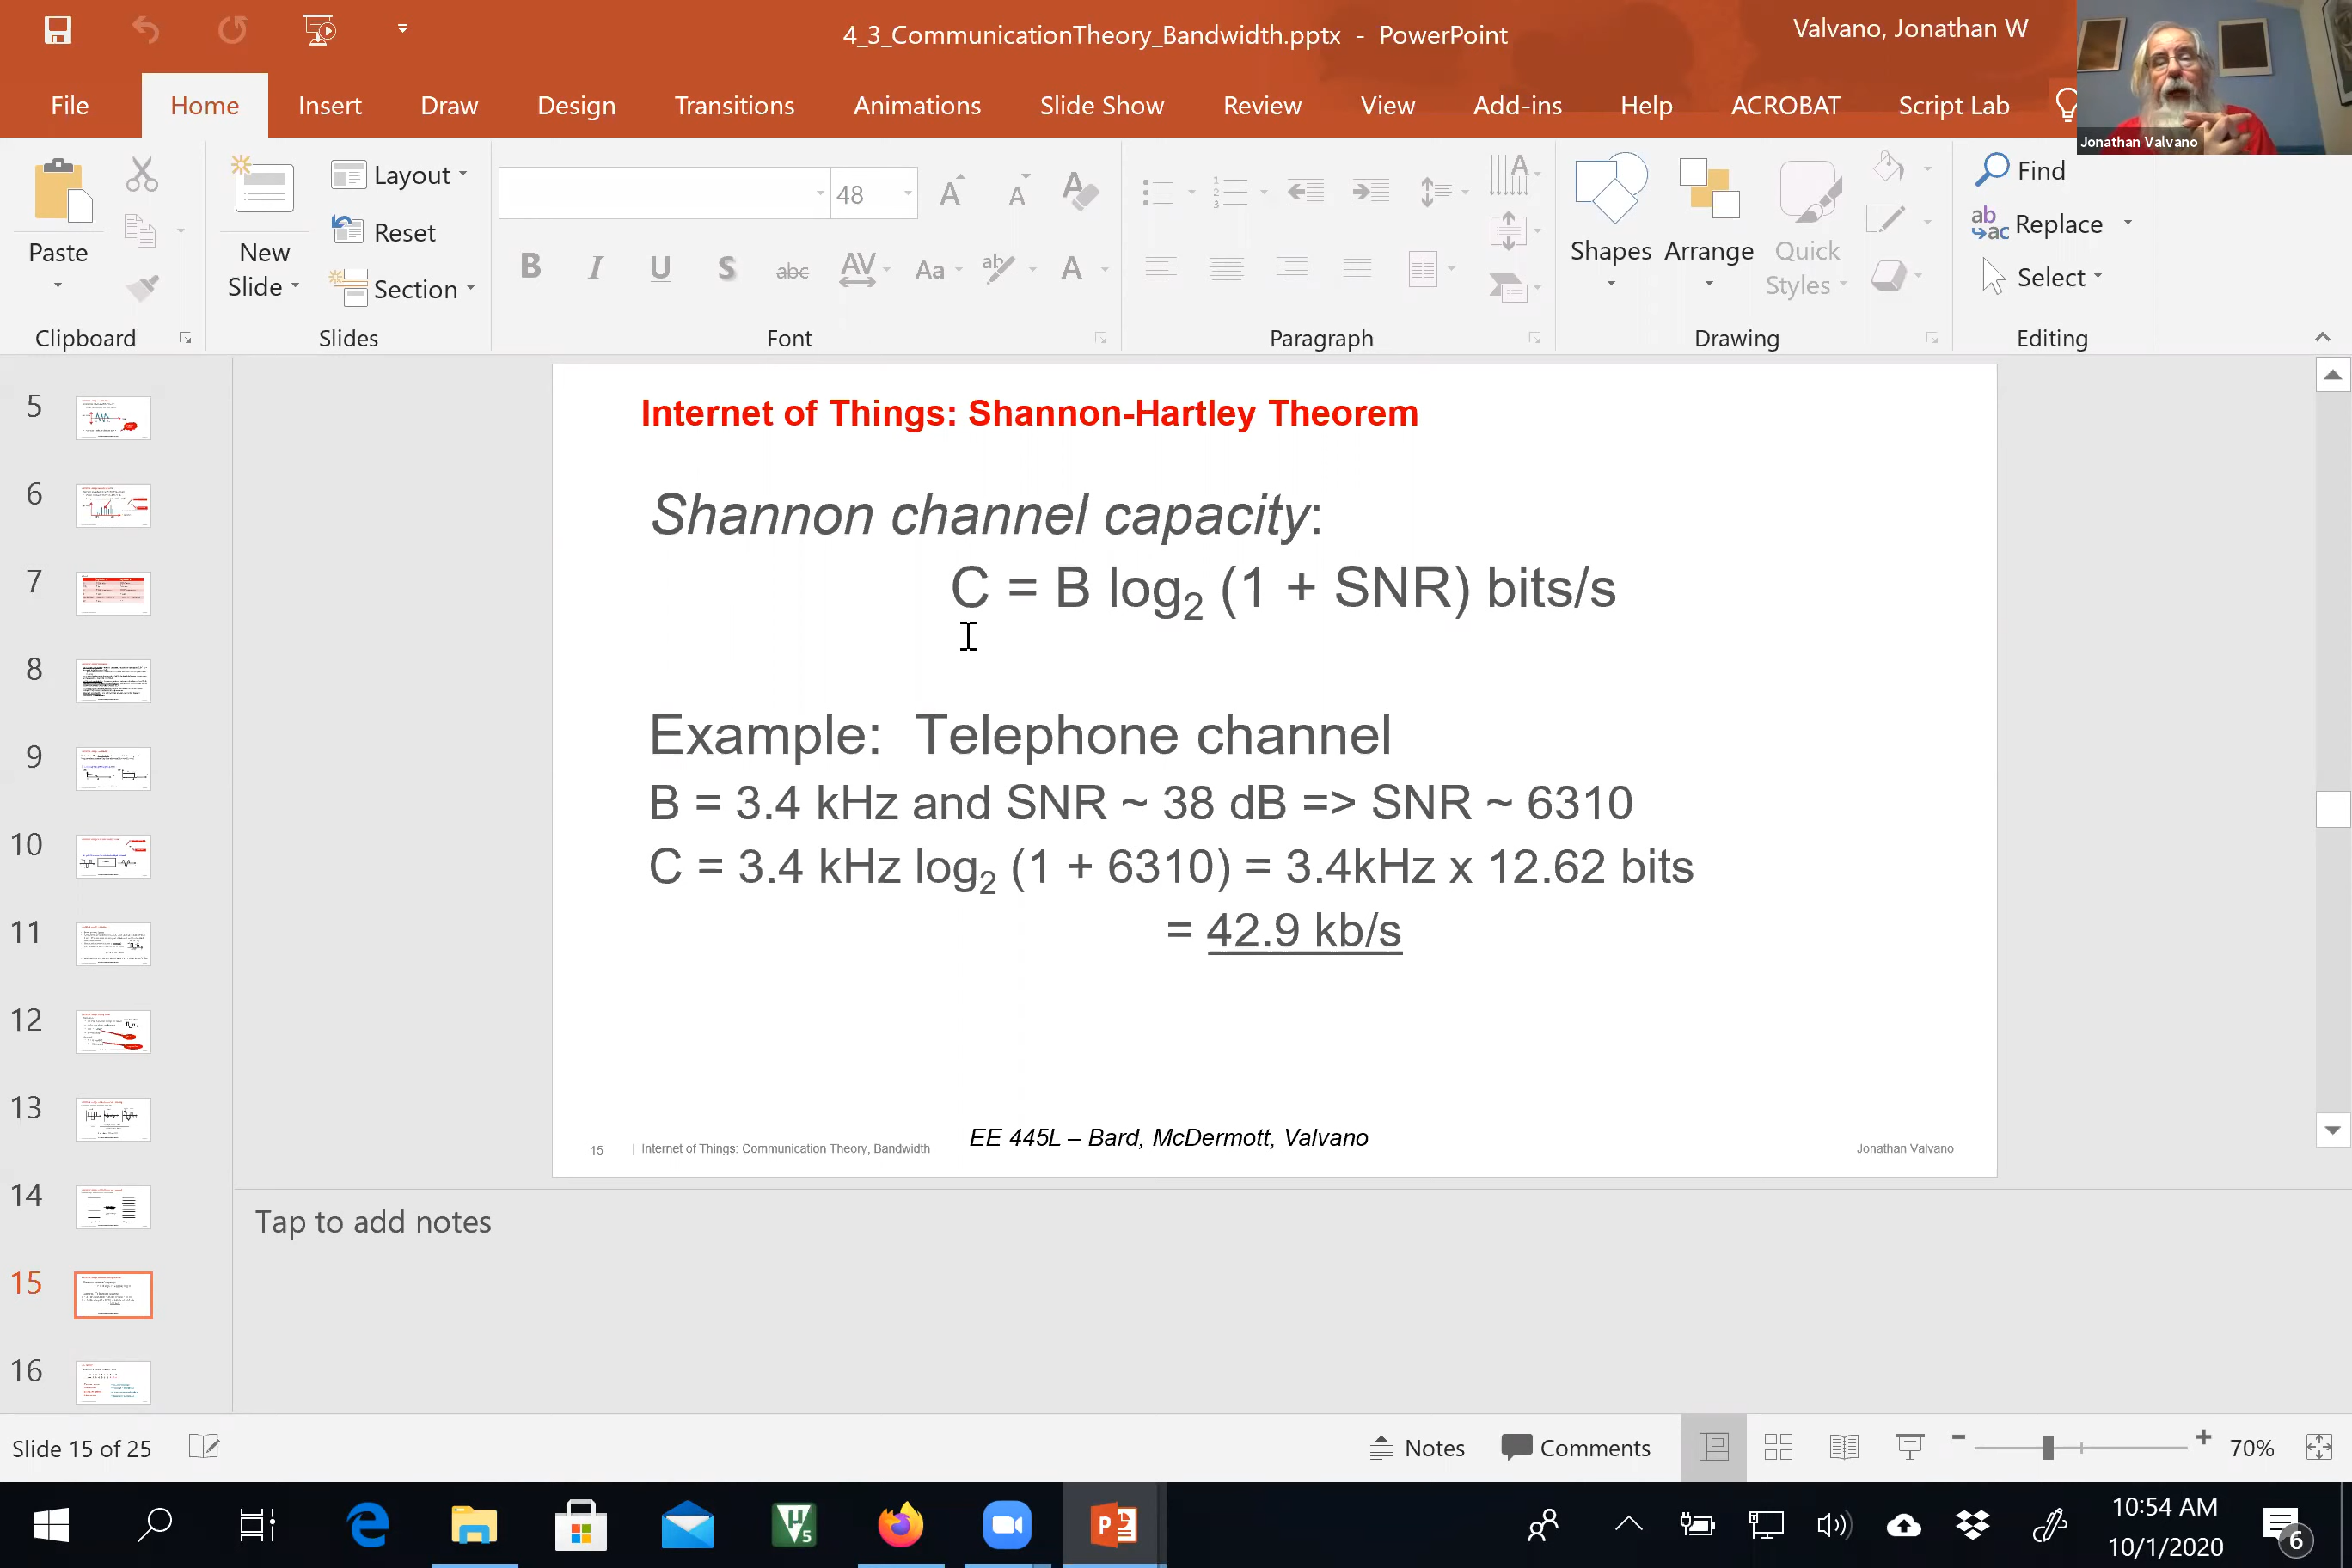 4_3_CommunicationTheory_Bandwidth.pptx - PowerPoint
Valvano, Jonathan W
File Home Insert Draw Design Transitions Animations Slide Show Review View Add-ins Help ACROBAT Script Lab
Jonathan Valvano
Paste
New Slide
Layout
Reset
Section
48
B I U S abc AV Aa ab A
Shapes
Arrange
Quick Styles
Find
Replace
Select
Clipboard Slides Font Paragraph Drawing Editing
5
6
7
8
9
10
11
12
13
14
15
16
Internet of Things: Shannon-Hartley Theorem
Shannon channel capacity:
C = B log₂ (1 + SNR) bits/s
Example: Telephone channel
B = 3.4 kHz and SNR ~ 38 dB => SNR ~ 6310
C = 3.4 kHz log₂ (1 + 6310) = 3.4kHz x 12.62 bits
= 42.9 kb/s
15 | Internet of Things: Communication Theory, Bandwidth
EE 445L – Bard, McDermott, Valvano
Jonathan Valvano
Tap to add notes
Slide 15 of 25
Notes Comments 70%
10:54 AM
10/1/2020
6